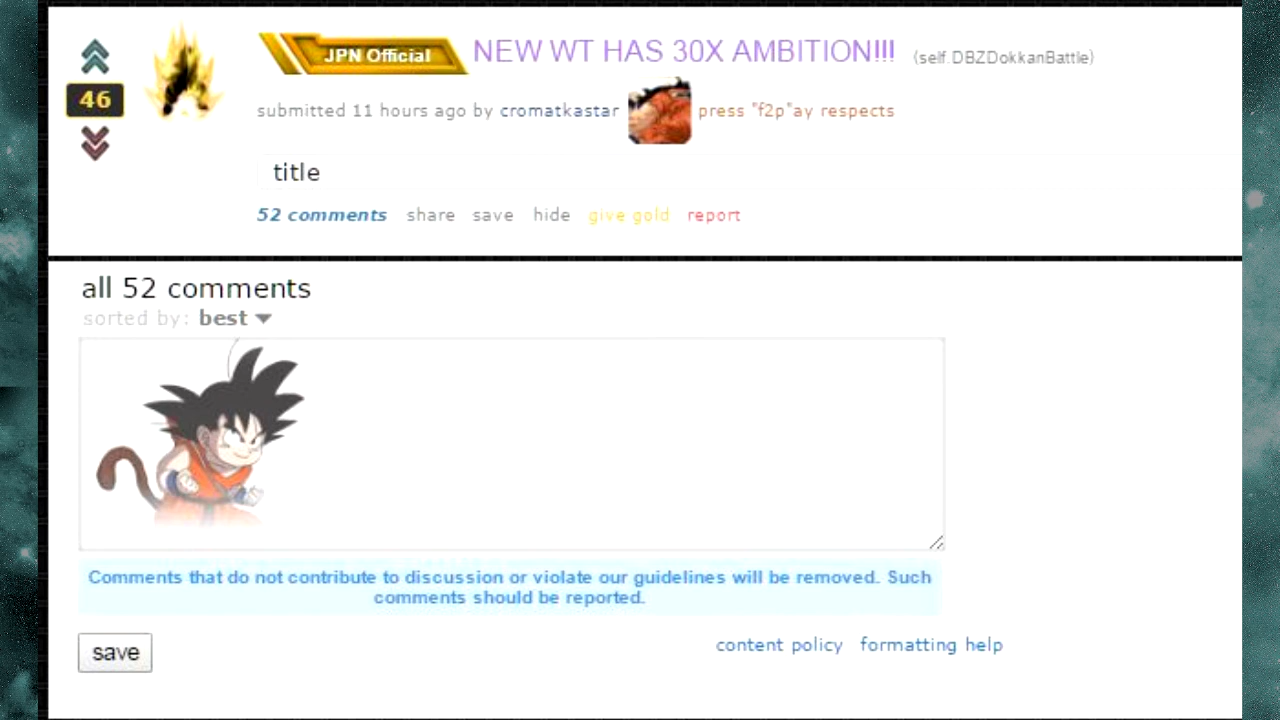 JPN Official NEW WT HAS 30X AMBITION!!! (self.DBZDokkanBattle)
46
submitted 11 hours ago by cromatkastar press "f2p"ay respects
title
52 comments share save hide give gold report
all 52 comments
sorted by: best
Comments that do not contribute to discussion or violate our guidelines will be removed. Such
comments should be reported.
save content policy formatting help